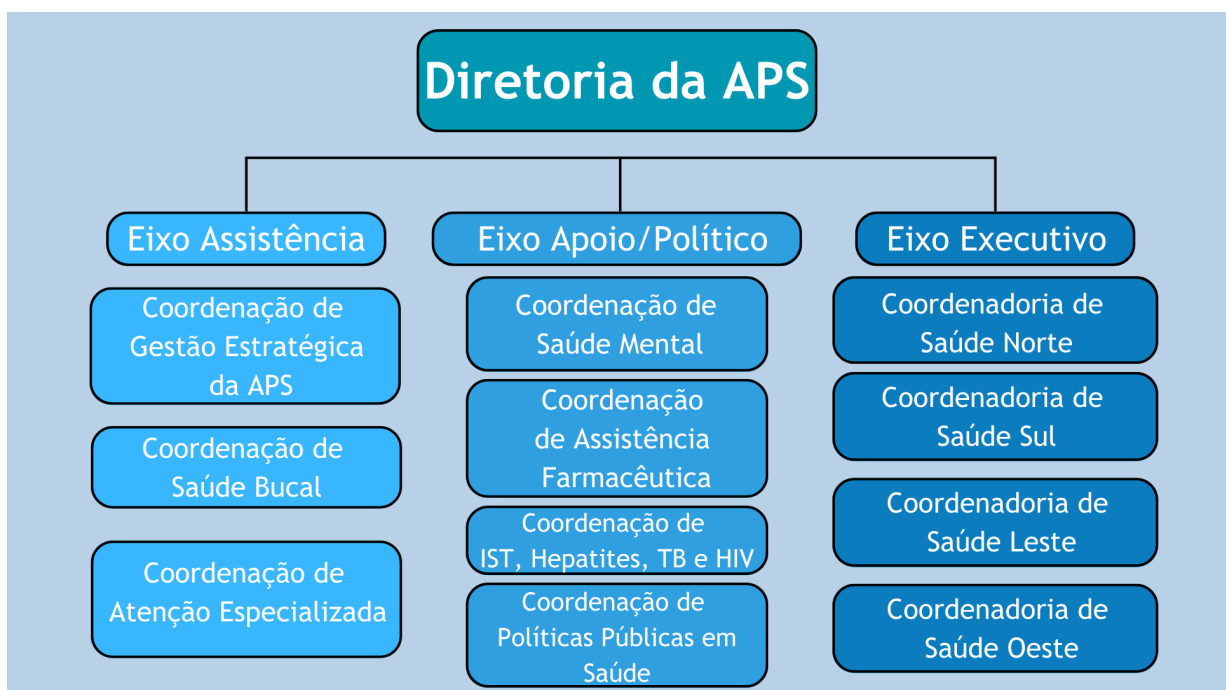 Diretoria da APS
Eixo Assistência
Coordenação de
Gestão Estratégica
da APS
Coordenação de
Saúde Bucal
Coordenação de
Atenção Especializada
Eixo Apoio/Político
Coordenação de
Saúde Mental
Coordenação
de Assistência
Farmacêutica
Coordenação de
IST, Hepatites, TB e HIV
Coordenação de
Políticas Públicas em
Saúde
Eixo Executivo
Coordenadoria de
Saúde Norte
Coordenadoria de
Saúde Sul
Coordenadoria de
Saúde Leste
Coordenadoria de
Saúde Oeste